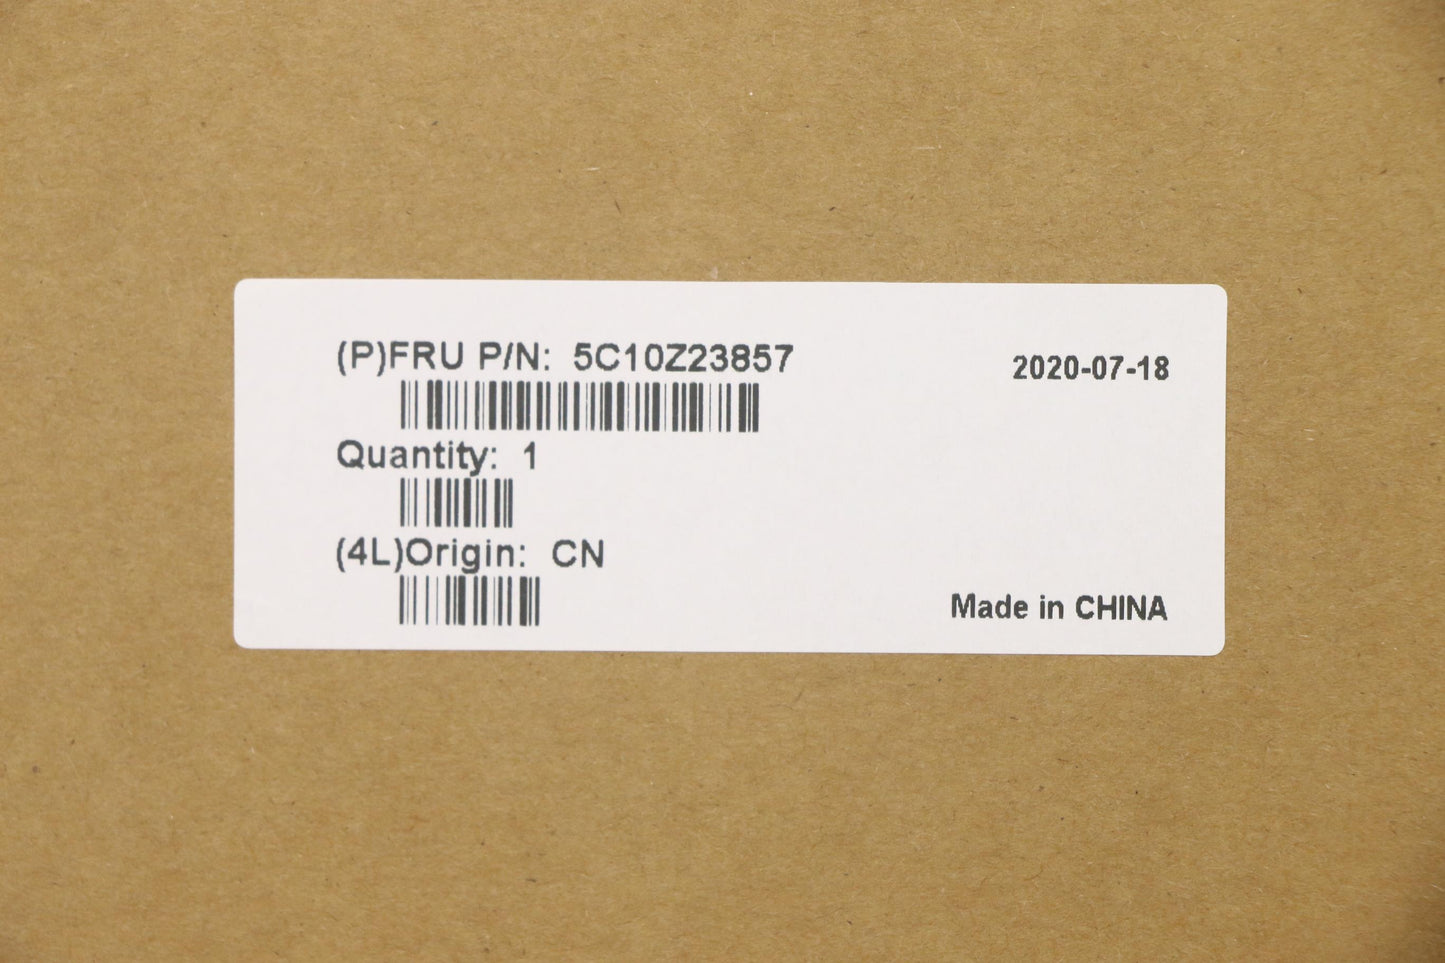 (P)FRU P/N: 5C10Z23857
2020-07-18
Quantity: 1
(4L)Origin: CN
Made in CHINA